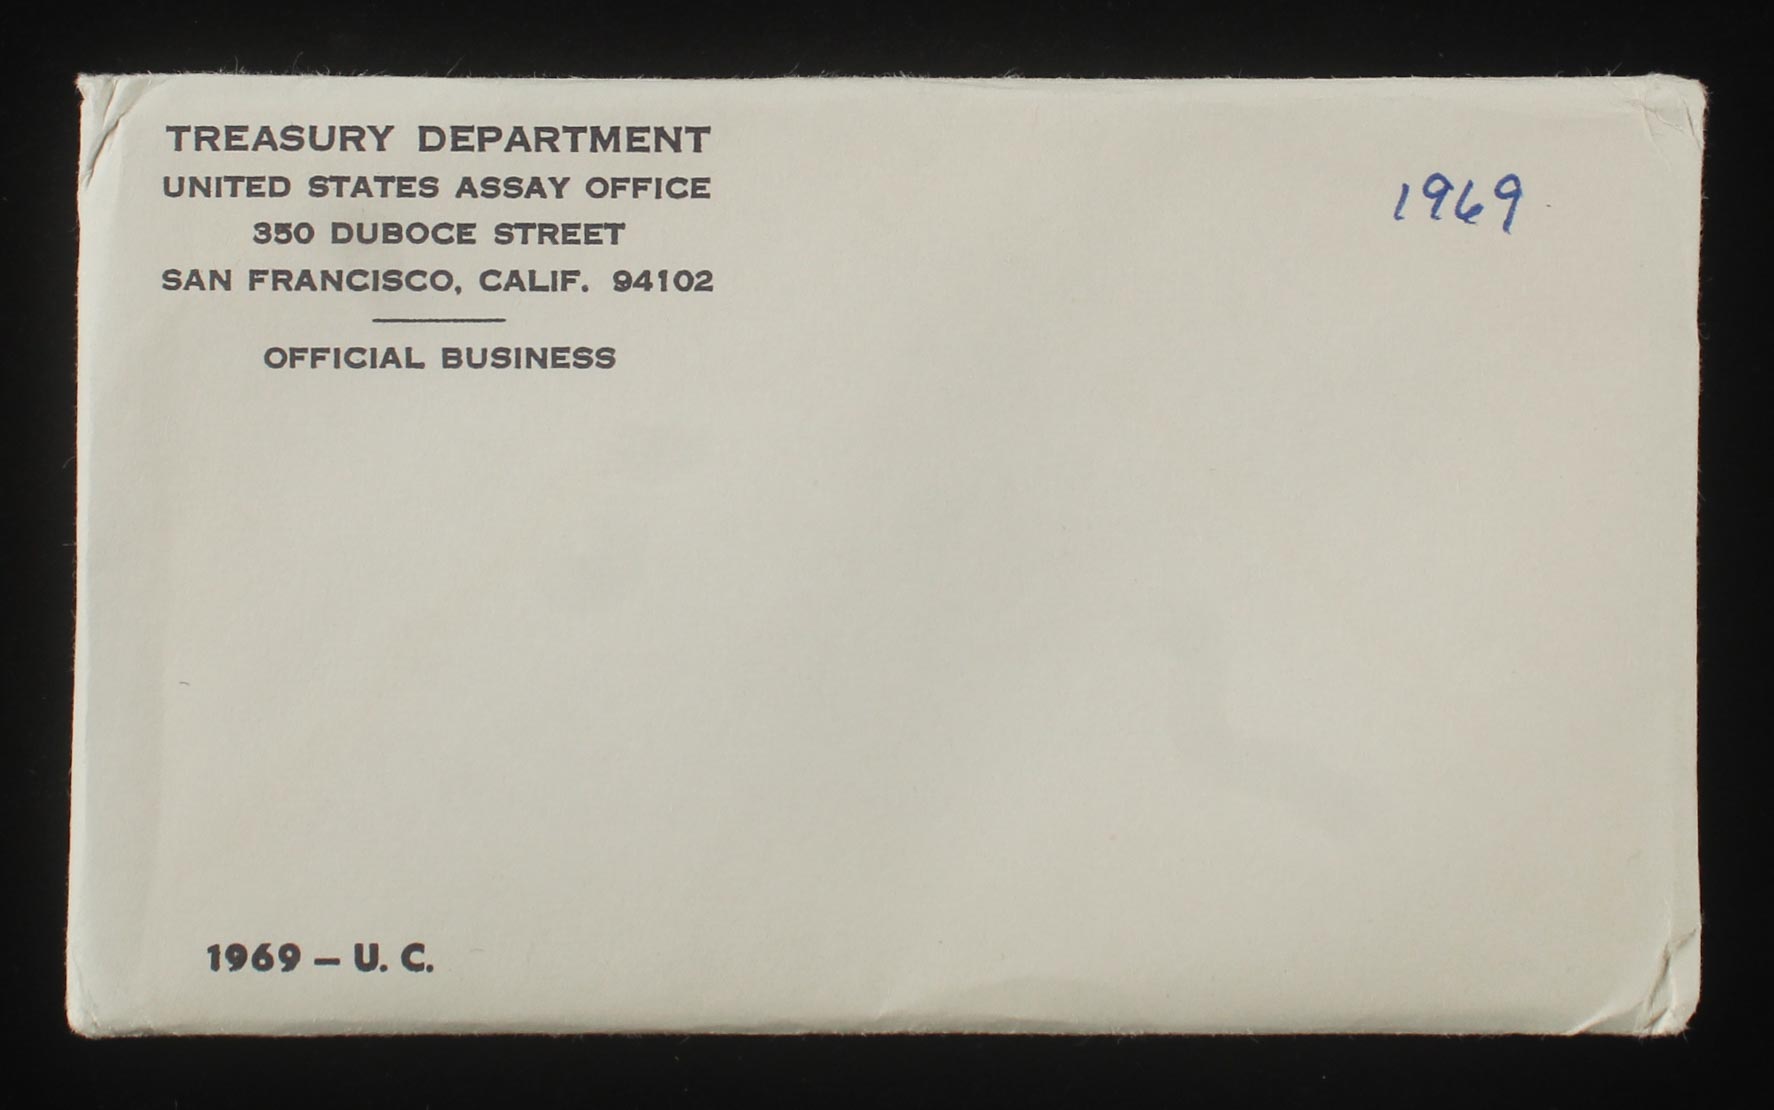 TREASURY DEPARTMENT
UNITED STATES ASSAY OFFICE
350 DUBOCE STREET
SAN FRANCISCO, CALIF. 94102
OFFICIAL BUSINESS
1969
1969 – U. C.